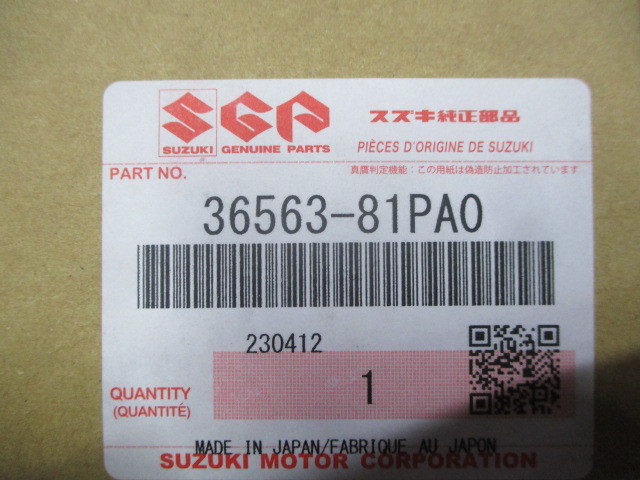 SGP スズキ純正部品
SUZUKI GENUINE PARTS PIÈCES D'ORIGINE DE SUZUKI
PART NO. 真贋判定機能：この用紙は偽造防止加工されています
36563-81PA0
230412
QUANTITY 1
(QUANTITÉ)
MADE IN JAPAN/FABRIQUE AU JAPON
SUZUKI MOTOR CORPORATION